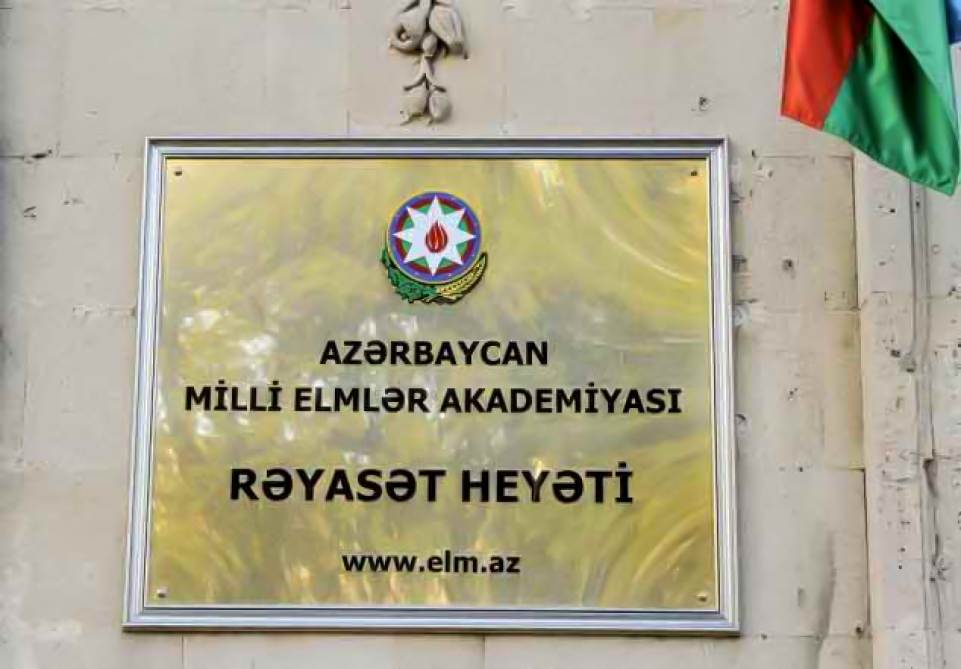 AZƏRBAYCAN
MİLLİ ELMLƏR AKADEMİYASI
RƏYASƏT HEYƏTİ
www.elm.az